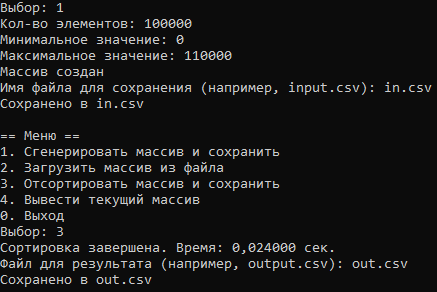 Выбор: 1
Кол-во элементов: 100000
Минимальное значение: 0
Максимальное значение: 110000
Массив создан
Имя файла для сохранения (например, input.csv): in.csv
Сохранено в in.csv
== Меню ==
1. Сгенерировать массив и сохранить
2. Загрузить массив из файла
3. Отсортировать массив и сохранить
4. Вывести текущий массив
0. Выход
Выбор: 3
Сортировка завершена. Время: 0,024000 сек.
Файл для результата (например, output.csv): out.csv
Сохранено в out.csv